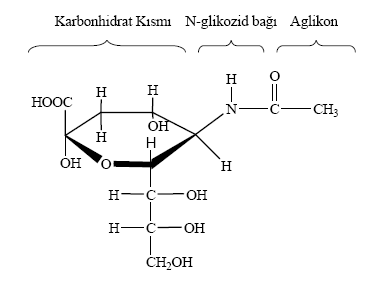 Karbonhidrat Kısmı N-glikozid bağı Aglikon
H O
HOOC H H N C CH3
H OH
H
OH O H
H C OH
H C OH
CH2OH